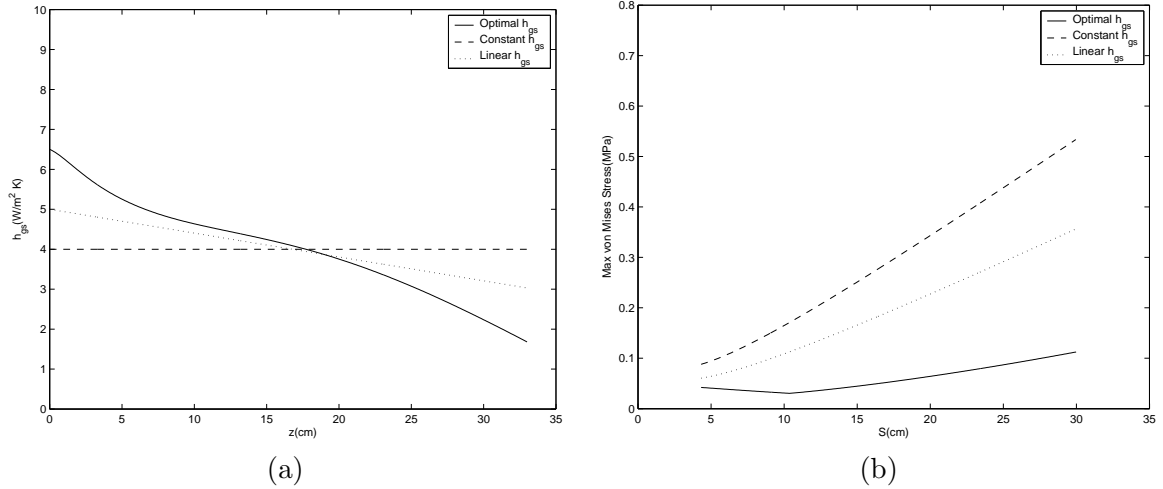 10
9
8
7
6
5
4
3
2
1
0
h_gs(W/m² K)
0 5 10 15 20 25 30 35
z(cm)
Optimal h_gs
Constant h_gs
Linear h_gs
(a)
0.8
0.7
0.6
0.5
0.4
0.3
0.2
0.1
0
Max von Mises Stress(MPa)
0 5 10 15 20 25 30 35
S(cm)
Optimal h_gs
Constant h_gs
Linear h_gs
(b)